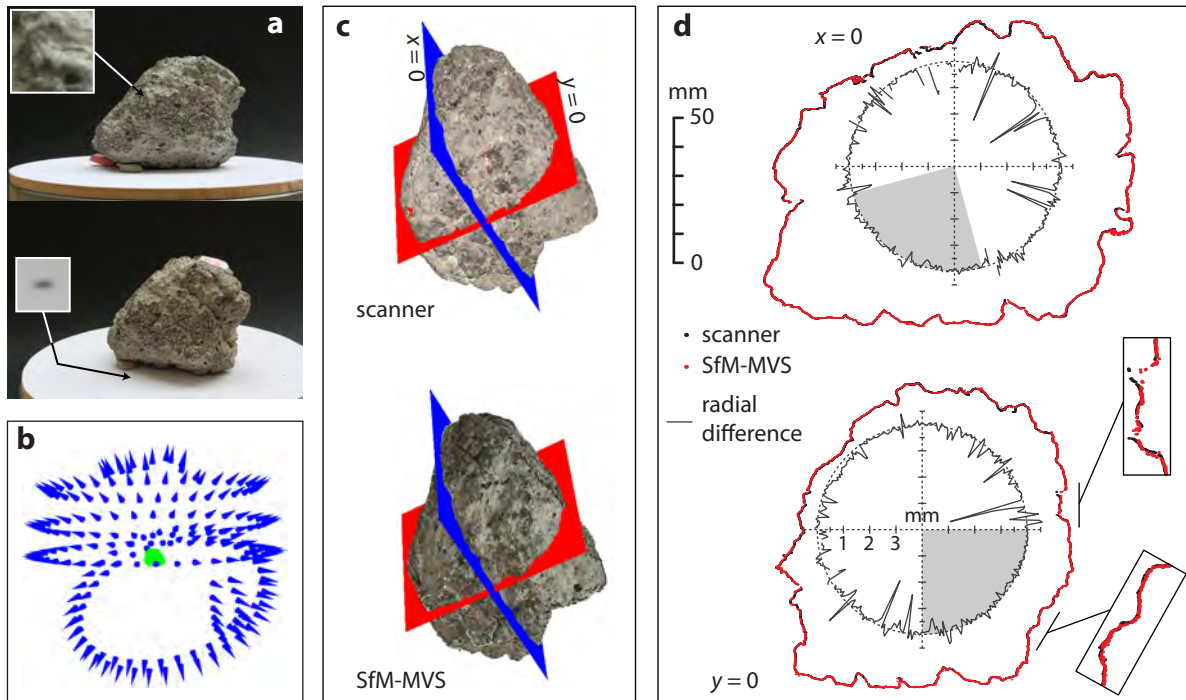 a
b
c
x = 0
y = 0
scanner
SfM-MVS
d
x = 0
mm
50
0
scanner
SfM-MVS
radial
difference
mm
1 2 3
y = 0